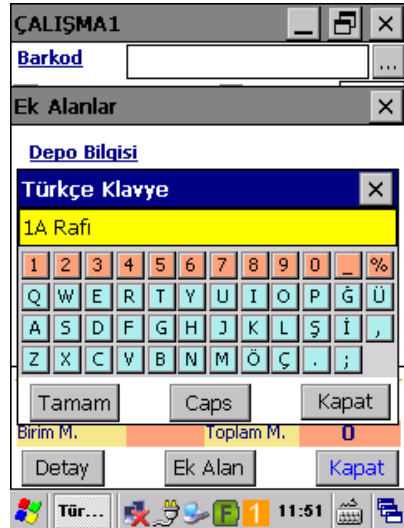 ÇALIŞMA1
Barkod
...
Ek Alanlar
Depo Bilgisi
Türkçe Klavye
1A Rafı
1 2 3 4 5 6 7 8 9 0 _ %
Q W E R T Y U I O P Ğ Ü
A S D F G H J K L Ş İ ,
Z X C V B N M Ö Ç . ;
Tamam Caps Kapat
Birim M. Toplam M. 0
Detay Ek Alan Kapat
Tür... F 1 11:51